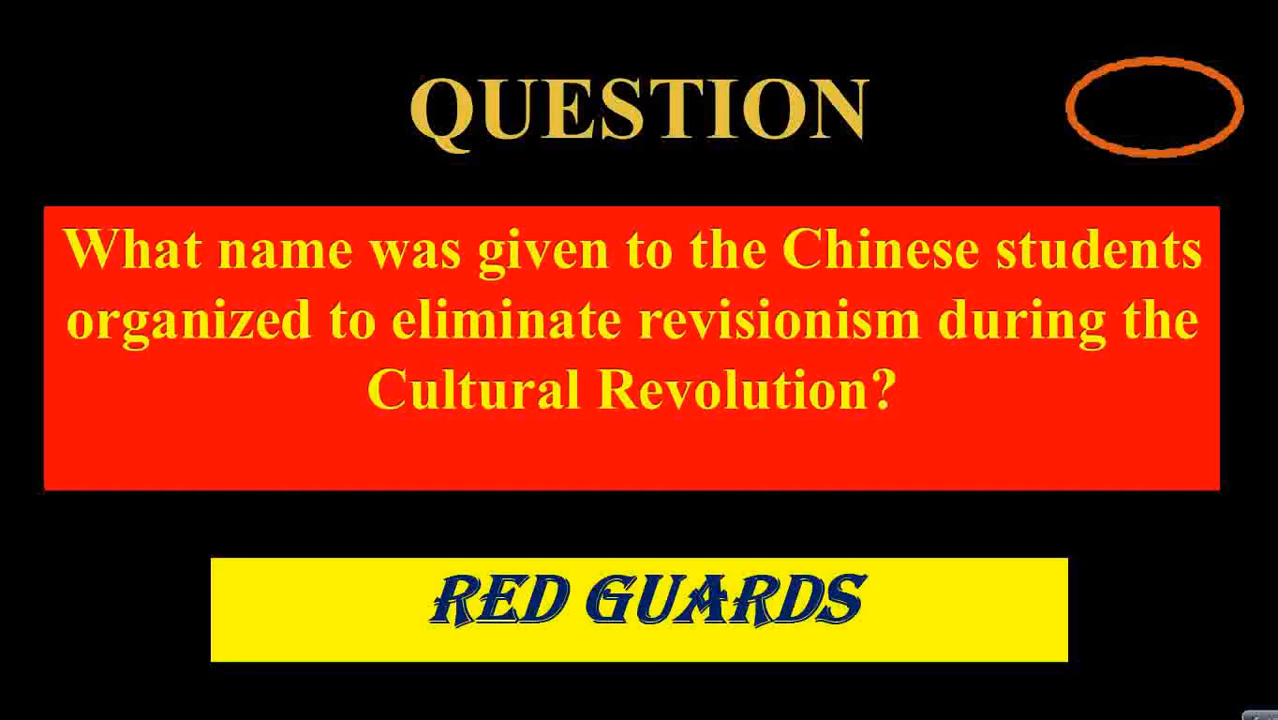 QUESTION
What name was given to the Chinese students
organized to eliminate revisionism during the
Cultural Revolution?
RED GUARDS